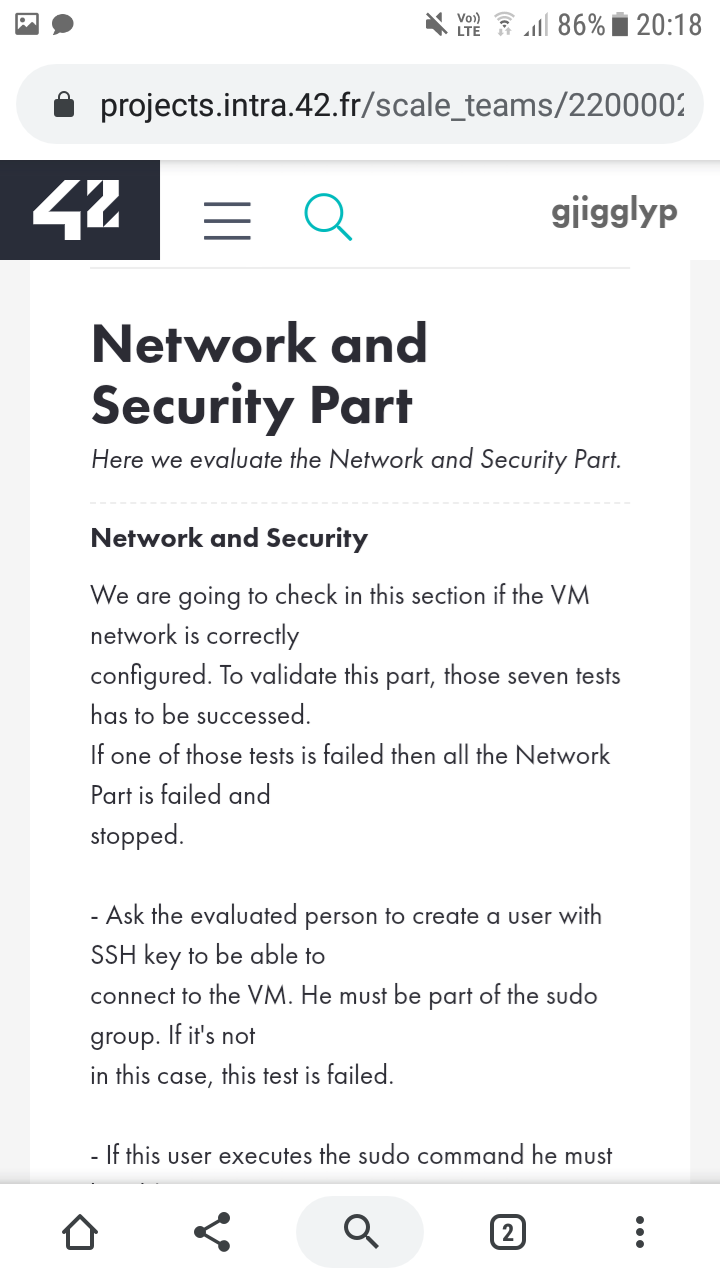 Vo)) LTE 86% 20:18
projects.intra.42.fr/scale_teams/2200002
42 gjigglyp
Network and
Security Part
Here we evaluate the Network and Security Part.
Network and Security
We are going to check in this section if the VM
network is correctly
configured. To validate this part, those seven tests
has to be successed.
If one of those tests is failed then all the Network
Part is failed and
stopped.
- Ask the evaluated person to create a user with
SSH key to be able to
connect to the VM. He must be part of the sudo
group. If it's not
in this case, this test is failed.
- If this user executes the sudo command he must
2